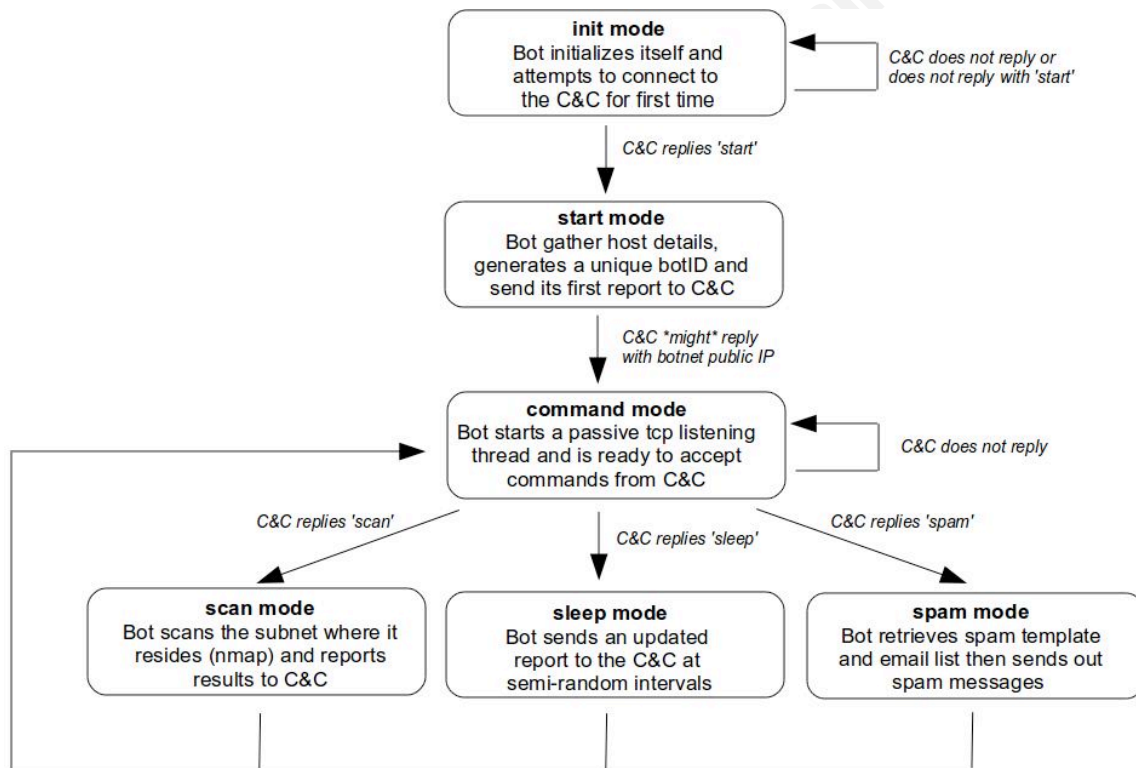 init mode
Bot initializes itself and
attempts to connect to
the C&C for first time
C&C does not reply or
does not reply with 'start'
C&C replies 'start'
start mode
Bot gather host details,
generates a unique botID and
send its first report to C&C
C&C *might* reply
with botnet public IP
command mode
Bot starts a passive tcp listening
thread and is ready to accept
commands from C&C
C&C does not reply
C&C replies 'scan'
C&C replies 'sleep'
C&C replies 'spam'
scan mode
Bot scans the subnet where it
resides (nmap) and reports
results to C&C
sleep mode
Bot sends an updated
report to the C&C at
semi-random intervals
spam mode
Bot retrieves spam template
and email list then sends out
spam messages